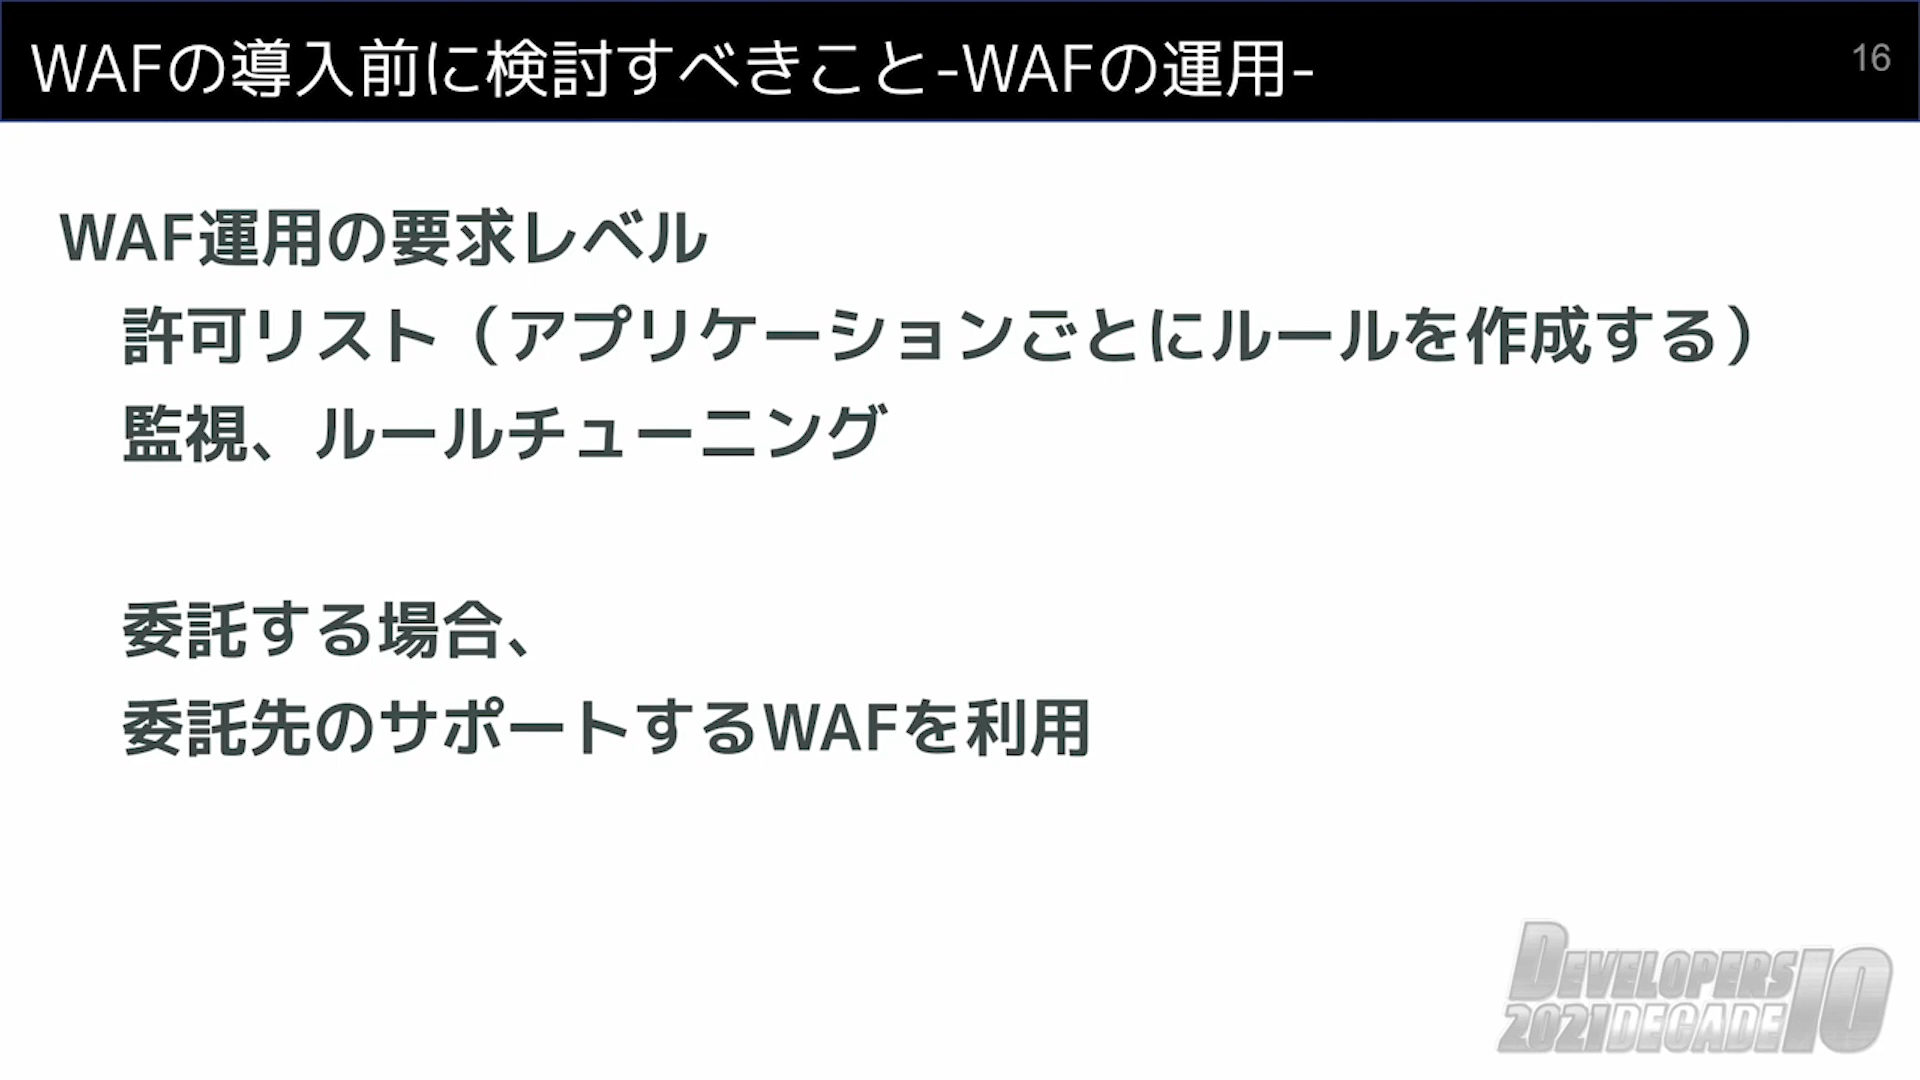 WAFの導入前に検討すべきこと-WAFの運用-
16
WAF運用の要求レベル
許可リスト（アプリケーションごとにルールを作成する）
監視、ルールチューニング
委託する場合、
委託先のサポートするWAFを利用
DEVELOPERS
2021 DECADE 10